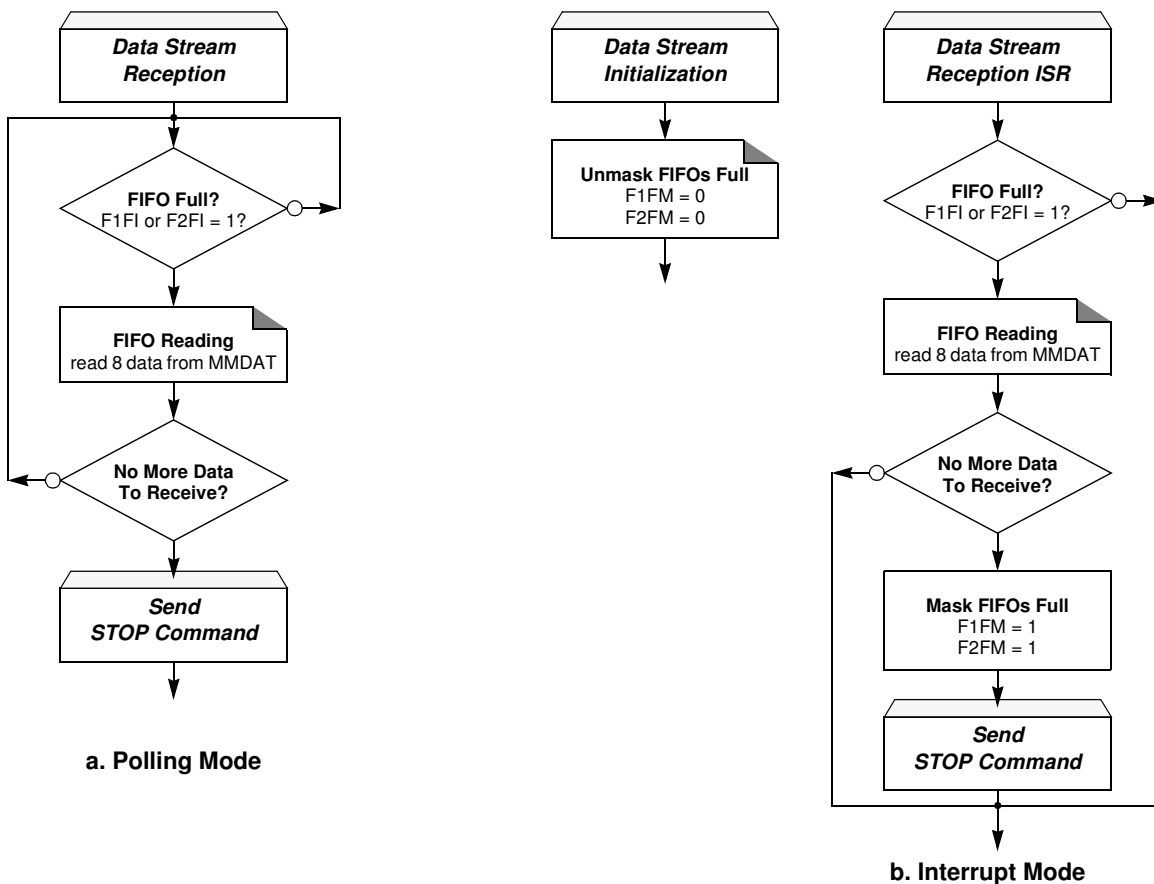 Data Stream
Reception
FIFO Full?
F1FI or F2FI = 1?
FIFO Reading
read 8 data from MMDAT
No More Data
To Receive?
Send
STOP Command
a. Polling Mode
Data Stream
Initialization
Unmask FIFOs Full
F1FM = 0
F2FM = 0
Data Stream
Reception ISR
FIFO Full?
F1FI or F2FI = 1?
FIFO Reading
read 8 data from MMDAT
No More Data
To Receive?
Mask FIFOs Full
F1FM = 1
F2FM = 1
Send
STOP Command
b. Interrupt Mode